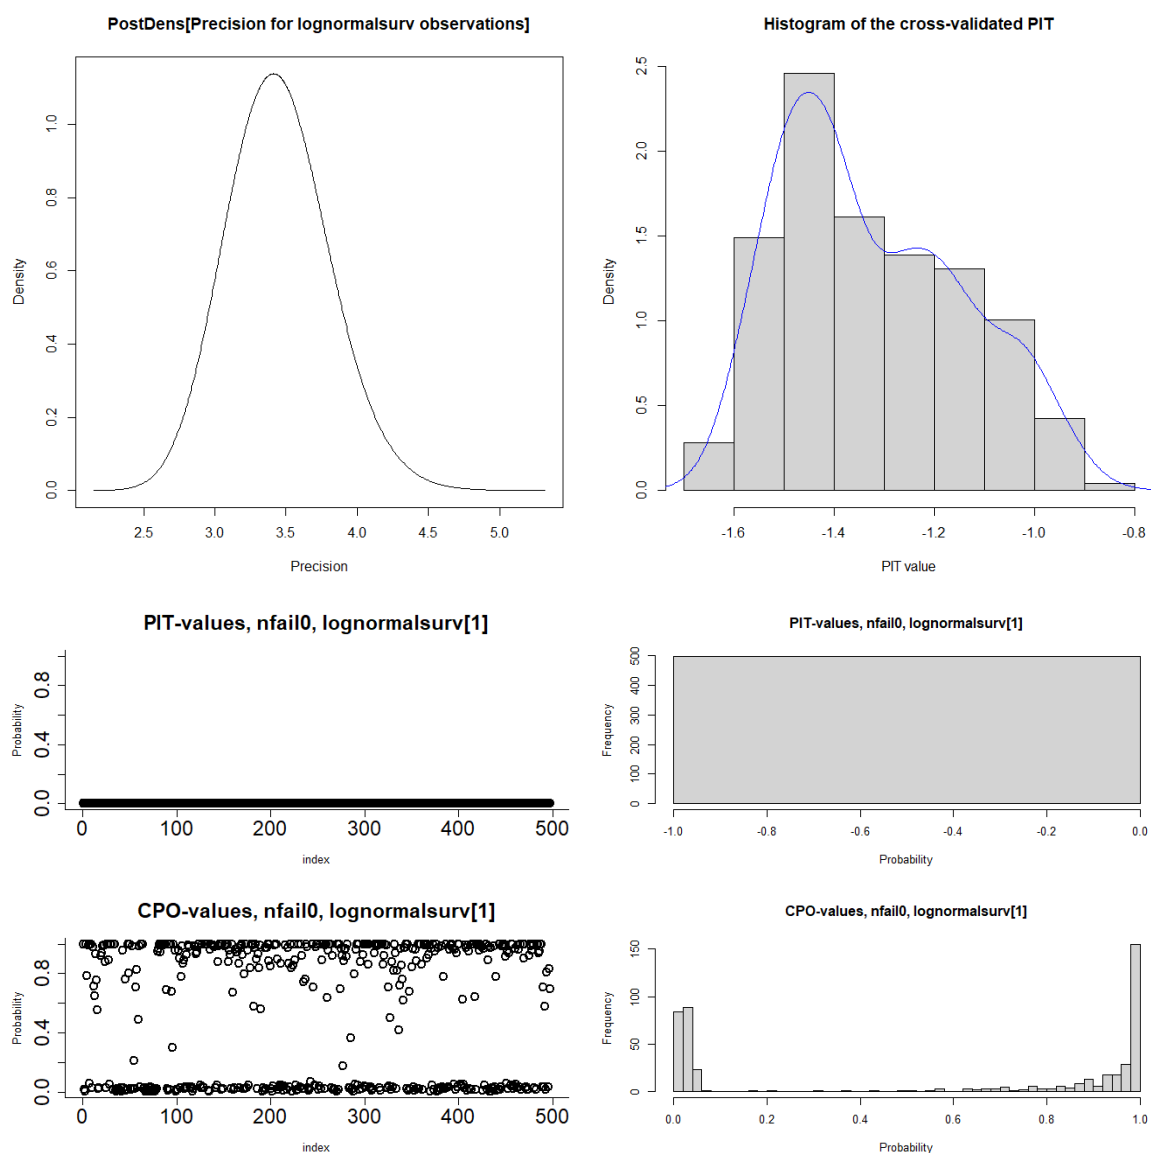 PostDens[Precision for lognormalsurv observations]
Density
0.0 0.2 0.4 0.6 0.8 1.0
2.5 3.0 3.5 4.0 4.5 5.0
Precision
Histogram of the cross-validated PIT
Density
0.0 0.5 1.0 1.5 2.0 2.5
-1.6 -1.4 -1.2 -1.0 -0.8
PIT value
PIT-values, nfail0, lognormalsurv[1]
Probability
0.0 0.4 0.8
0 100 200 300 400 500
index
PIT-values, nfail0, lognormalsurv[1]
Frequency
0 100 200 300 400 500
-1.0 -0.8 -0.6 -0.4 -0.2 0.0
Probability
CPO-values, nfail0, lognormalsurv[1]
Probability
0.0 0.4 0.8
0 100 200 300 400 500
index
CPO-values, nfail0, lognormalsurv[1]
Frequency
0 50 100 150
0.0 0.2 0.4 0.6 0.8 1.0
Probability